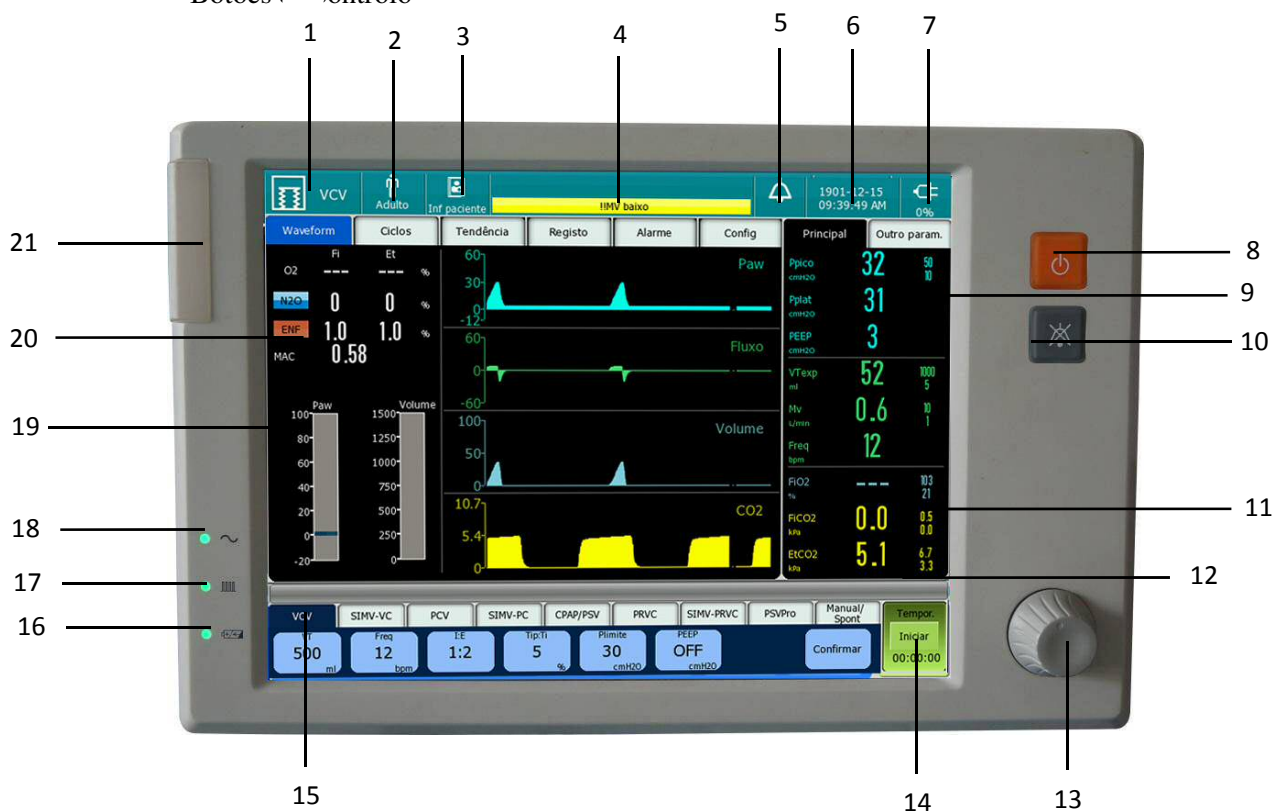 Botões
1
2
3
4
5
6
7
VCV
Adulto
Inf paciente
!!MV baixo
1901-12-15
09:39:49 AM
0%
Waveform
Ciclos
Tendência
Registo
Alarme
Config
Principal
Outro param.
21
8
Fi
Et
O2
---
---
%
N2O
0
0
%
ENF
1.0
1.0
%
MAC
0.58
20
60
30
0
-12
Paw
60
0
-60
Fluxo
100
50
0
Volume
10.7
5.4
0
CO2
Ppico
cmH2O
32
50
10
9
Pplat
cmH2O
31
PEEP
cmH2O
3
10
VTexp
ml
52
1000
5
Mv
L/min
0.6
10
1
Freq
bpm
12
FiO2
%
---
103
21
11
FiCO2
kPa
0.0
0.5
0.0
EtCO2
kPa
5.1
6.7
3.3
12
19
Paw
100
80
60
40
20
0
-20
Volume
1500
1250
1000
750
500
250
0
18
17
16
VCV
SIMV-VC
PCV
SIMV-PC
CPAP/PSV
PRVC
SIMV-PRVC
PSVPro
Manual/
Spont
Tempor.
VT
500
ml
Freq
12
bpm
I:E
1:2
Tip:Ti
5
%
Plimite
30
cmH2O
PEEP
OFF
cmH2O
Confirmar
Iniciar
00:00:00
15
14
13